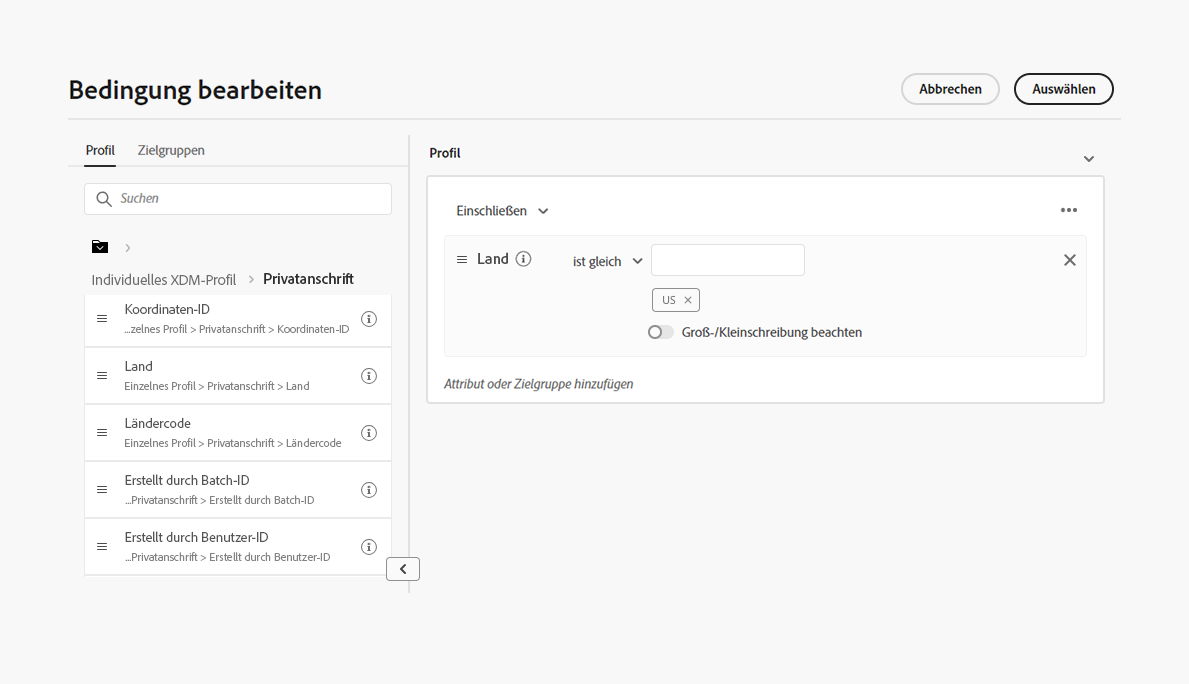 Bedingung bearbeiten
Abbrechen
Auswählen
Profil
Zielgruppen
Suchen
Individuelles XDM-Profil > Privatanschrift
Koordinaten-ID
...zelnes Profil > Privatanschrift > Koordinaten-ID
Land
Einzelnes Profil > Privatanschrift > Land
Ländercode
Einzelnes Profil > Privatanschrift > Ländercode
Erstellt durch Batch-ID
...Privatanschrift > Erstellt durch Batch-ID
Erstellt durch Benutzer-ID
...Privatanschrift > Erstellt durch Benutzer-ID
Profil
Einschließen
Land
ist gleich
US
Groß-/Kleinschreibung beachten
Attribut oder Zielgruppe hinzufügen